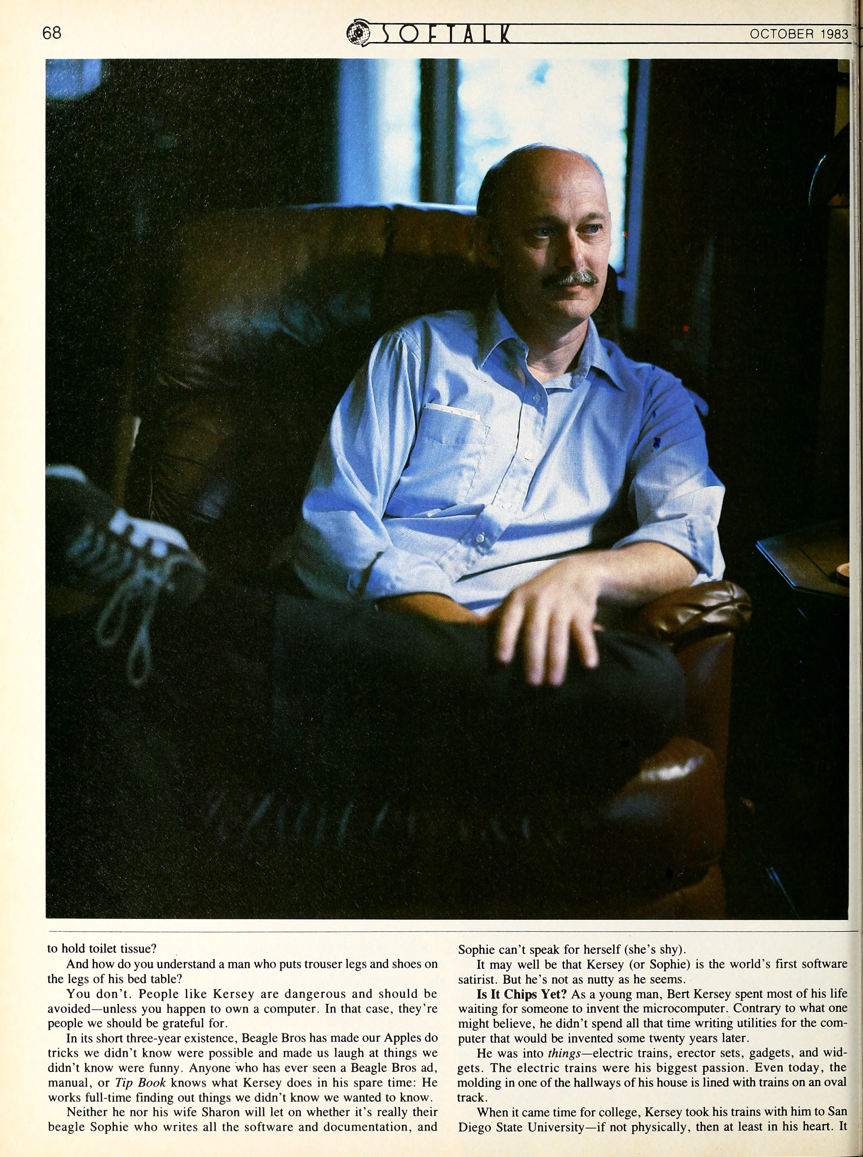 68
SOFTALK
OCTOBER 1983
to hold toilet tissue?
And how do you understand a man who puts trouser legs and shoes on
the legs of his bed table?
You don't. People like Kersey are dangerous and should be
avoided—unless you happen to own a computer. In that case, they're
people we should be grateful for.
In its short three-year existence, Beagle Bros has made our Apples do
tricks we didn't know were possible and made us laugh at things we
didn't know were funny. Anyone who has ever seen a Beagle Bros ad,
manual, or Tip Book knows what Kersey does in his spare time: He
works full-time finding out things we didn't know we wanted to know.
Neither he nor his wife Sharon will let on whether it's really their
beagle Sophie who writes all the software and documentation, and
Sophie can't speak for herself (she's shy).
It may well be that Kersey (or Sophie) is the world's first software
satirist. But he's not as nutty as he seems.
Is It Chips Yet? As a young man, Bert Kersey spent most of his life
waiting for someone to invent the microcomputer. Contrary to what one
might believe, he didn't spend all that time writing utilities for the com-
puter that would be invented some twenty years later.
He was into things—electric trains, erector sets, gadgets, and wid-
gets. The electric trains were his biggest passion. Even today, the
molding in one of the hallways of his house is lined with trains on an oval
track.
When it came time for college, Kersey took his trains with him to San
Diego State University—if not physically, then at least in his heart. It